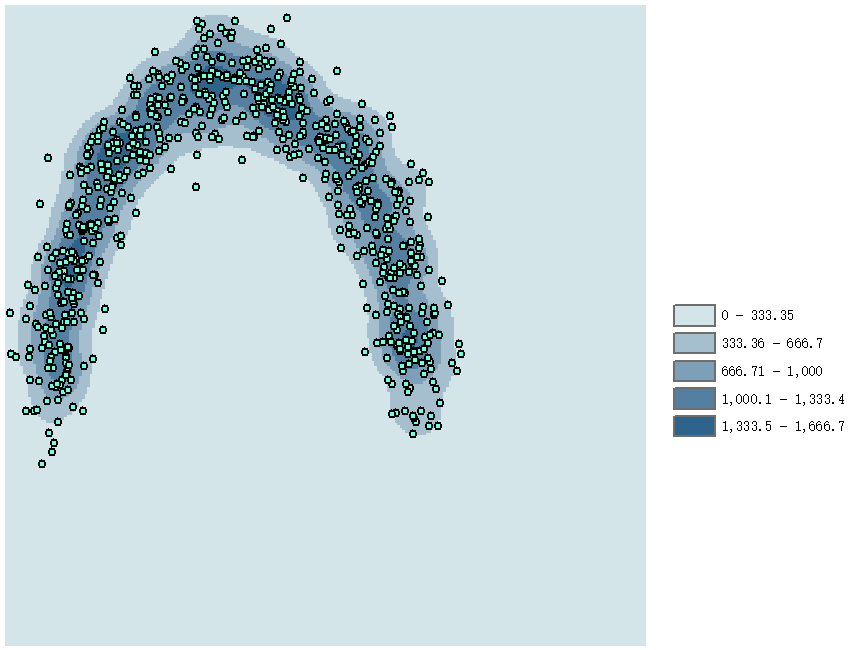 0 - 333.35
333.36 - 666.7
666.71 - 1,000
1,000.1 - 1,333.4
1,333.5 - 1,666.7